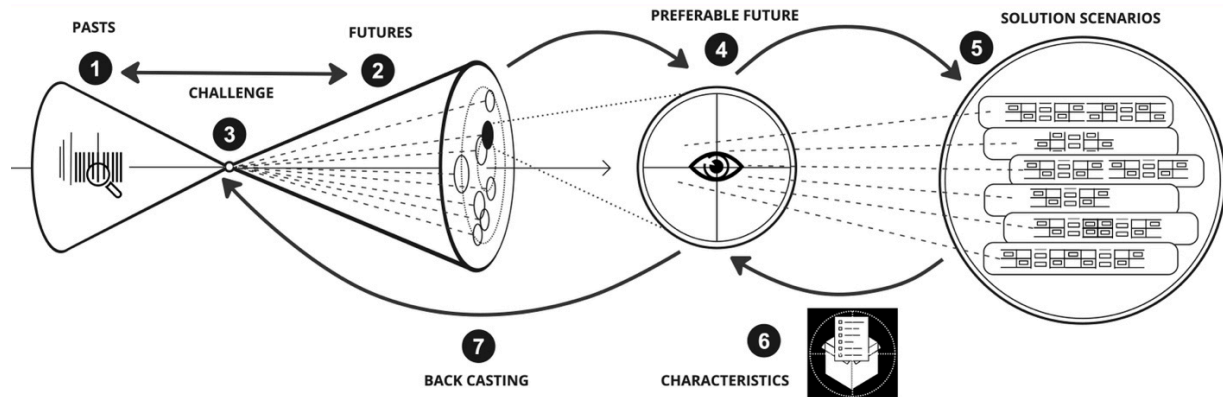 PASTS
1
FUTURES
2
CHALLENGE
3
PREFERABLE FUTURE
4
SOLUTION SCENARIOS
5
6
CHARACTERISTICS
7
BACK CASTING